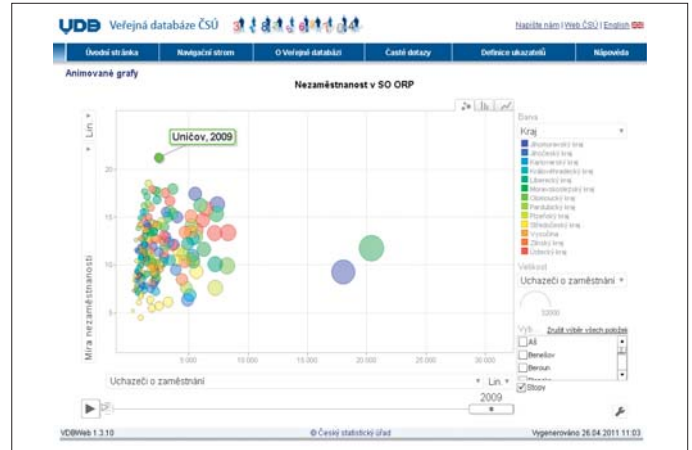 VDB Veřejná databáze ČSÚ
Napište nám | Web ČSÚ | English
Úvodní stránka Navigační strom O Veřejné databázi Časté dotazy Definice ukazatelů Nápověda
Animované grafy
Nezaměstnanost v SO ORP
Lin.
Uničov, 2009
20
15
10
5
Míra nezaměstnanosti
5 000 10 000 15 000 20 000 25 000 30 000
Uchazeči o zaměstnání Lin.
2009
Barva
Kraj
Jihomoravský kraj
Jihočeský kraj
Karlovarský kraj
Královéhradecký kraj
Liberecký kraj
Moravskoslezský kraj
Olomoucký kraj
Pardubický kraj
Plzeňský kraj
Středočeský kraj
Vysočina
Zlínský kraj
Ústecký kraj
Velikost
Uchazeči o zaměstnání
32000
Zrušit výběr všech položek
Aš
Benešov
Beroun
Stopy
VDBWeb 1.3.10 © Český statistický úřad Vygenerováno 26.04 2011 11:03